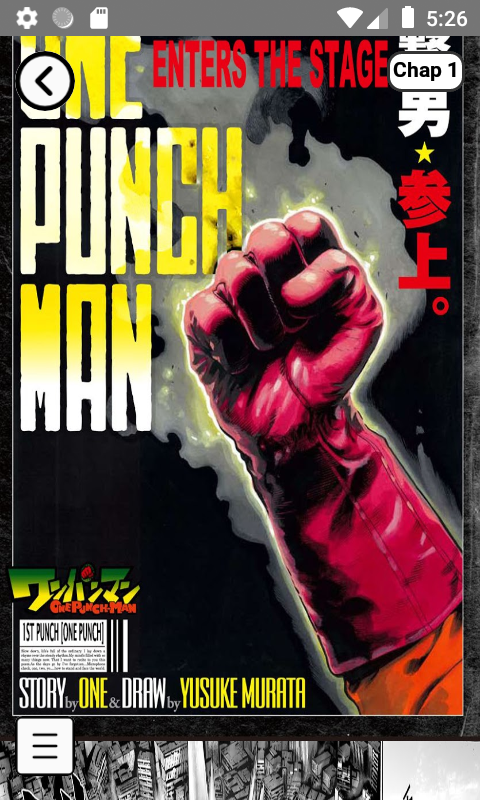 5:26
ONE
ENTERS THE STAGE
Chap 1
PUNCH
MAN
男★参上。
ワンパンマン
ONEPUNCH-MAN
1ST PUNCH [ONE PUNCH]
STORY by ONE & DRAW by YUSUKE MURATA